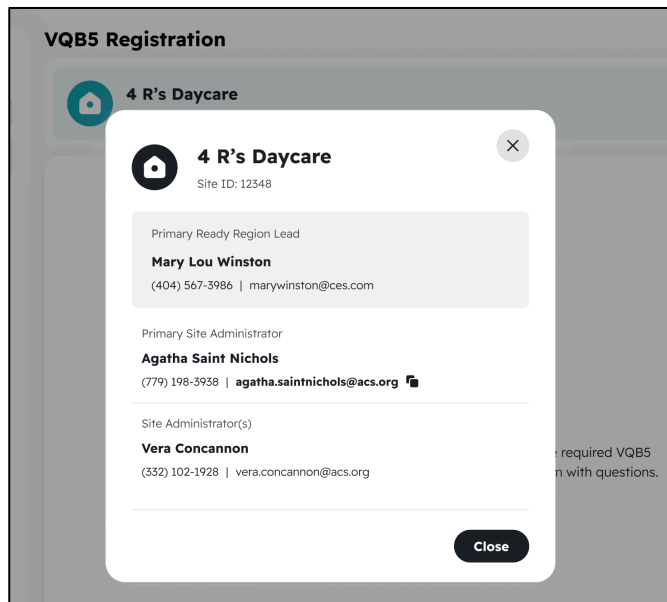 VQB5 Registration
4 R’s Daycare
4 R’s Daycare
Site ID: 12348
Primary Ready Region Lead
Mary Lou Winston
(404) 567-3986 | marywinston@ces.com
Primary Site Administrator
Agatha Saint Nichols
(779) 198-3938 | agatha.saintnichols@acs.org
Site Administrator(s)
Vera Concannon
(332) 102-1928 | vera.concannon@acs.org
required VQB5
with questions.
Close